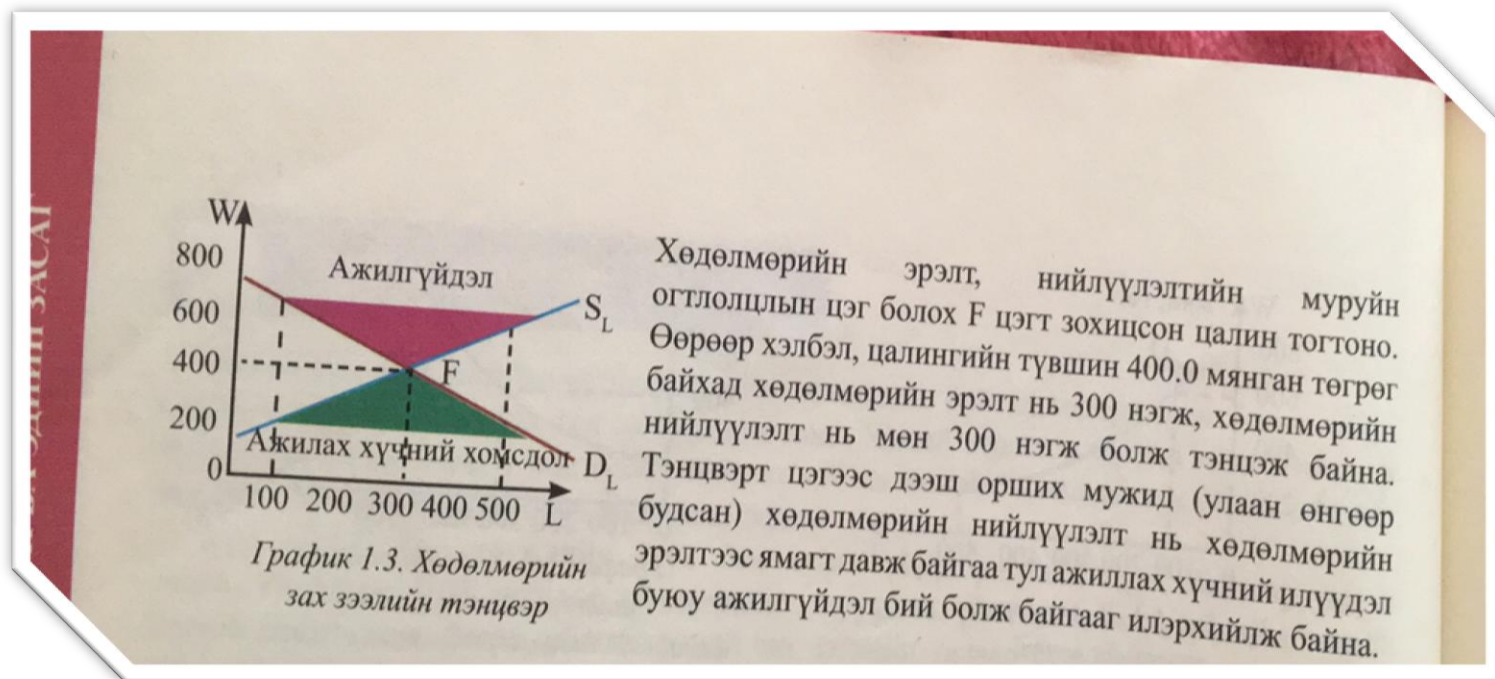 W
800
600
400
200
0
Ажилгүйдэл
S_L
F
Ажилах хүчний хомсдол
D_L
100 200 300 400 500 L
График 1.3. Хөдөлмөрийн
зах зээлийн тэнцвэр
Хөдөлмөрийн эрэлт, нийлүүлэлтийн муруйн
огтлолцлын цэг болох F цэгт зохицсон цалин тогтоно.
Өөрөөр хэлбэл, цалингийн түвшин 400.0 мянган төгрөг
байхад хөдөлмөрийн эрэлт нь 300 нэгж, хөдөлмөрийн
нийлүүлэлт нь мөн 300 нэгж болж тэнцэж байна.
Тэнцвэрт цэгээс дээш орших мужид (улаан өнгөөр
будсан) хөдөлмөрийн нийлүүлэлт нь хөдөлмөрийн
эрэлтээс ямагт давж байгаа тул ажиллах хүчний илүүдэл
буюу ажилгүйдэл бий болж байгааг илэрхийлж байна.
ЭДИЙН ЗАСАГ